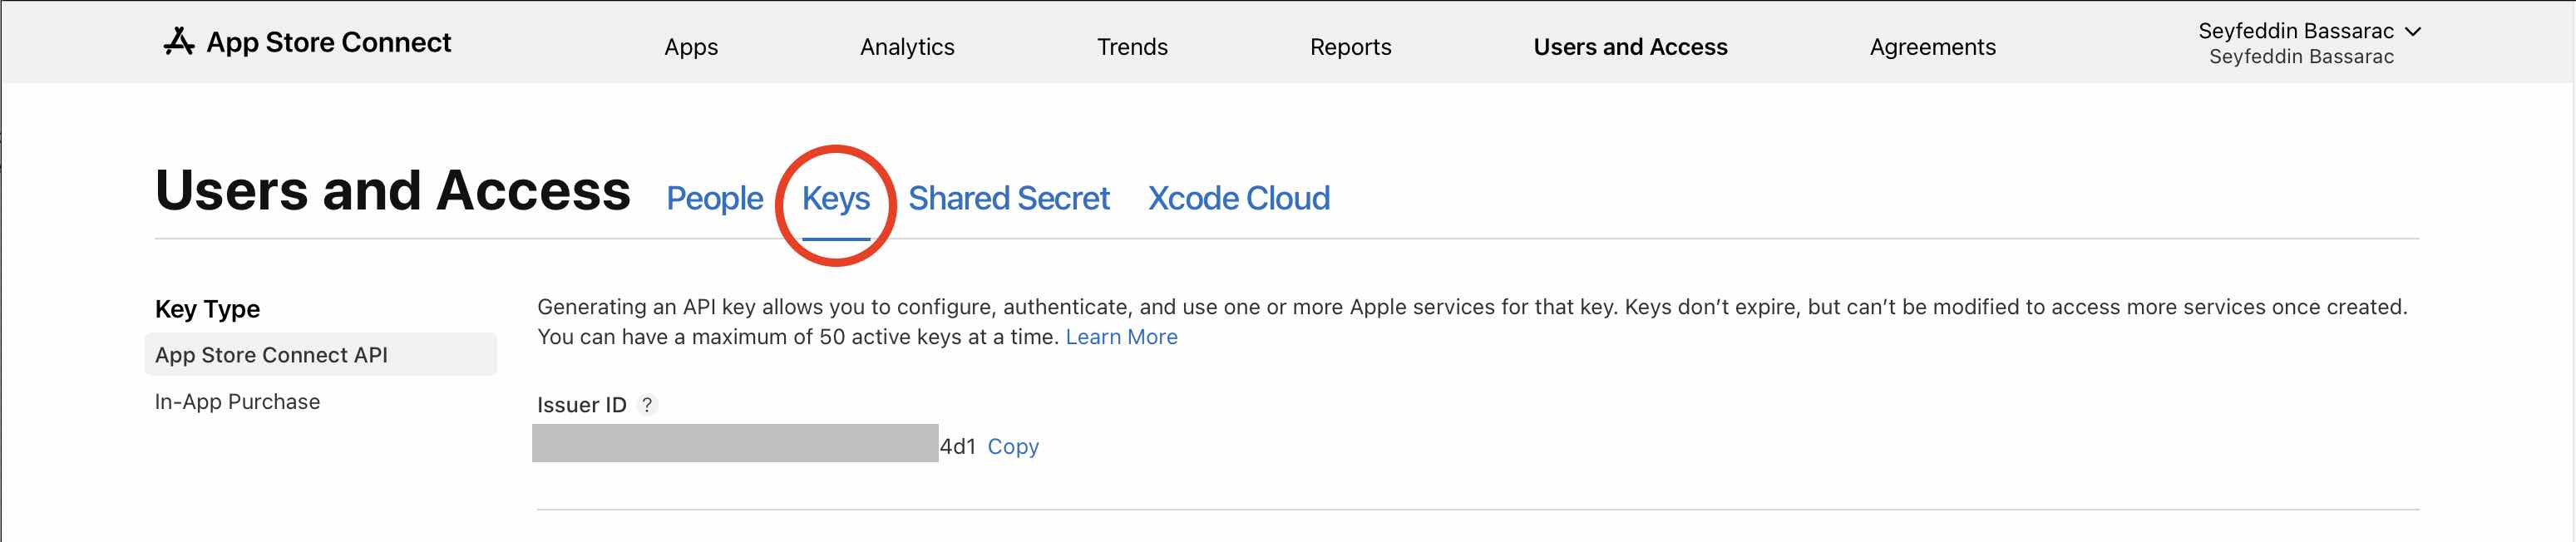 App Store Connect
Apps
Analytics
Trends
Reports
Users and Access
Agreements
Seyfeddin Bassarac
Seyfeddin Bassarac
Users and Access
People
Keys
Shared Secret
Xcode Cloud
Key Type
App Store Connect API
In-App Purchase
Generating an API key allows you to configure, authenticate, and use one or more Apple services for that key. Keys don’t expire, but can’t be modified to access more services once created.
You can have a maximum of 50 active keys at a time. Learn More
Issuer ID ?
4d1 Copy